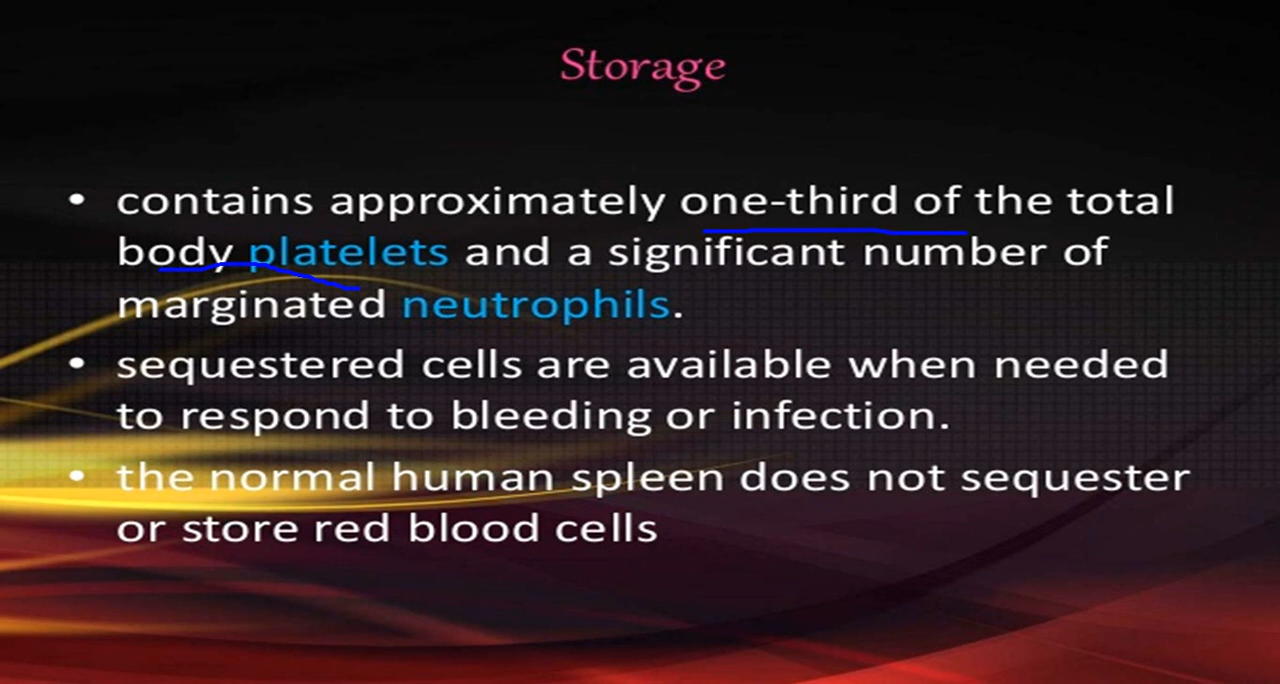 Storage
• contains approximately one-third of the total
body platelets and a significant number of
marginated neutrophils.
• sequestered cells are available when needed
to respond to bleeding or infection.
• the normal human spleen does not sequester
or store red blood cells